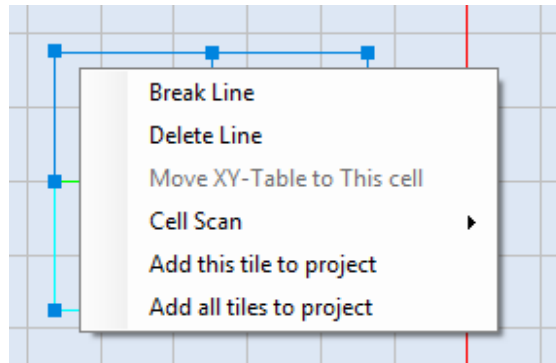 Break Line
Delete Line
Move XY-Table to This cell
Cell Scan
Add this tile to project
Add all tiles to project